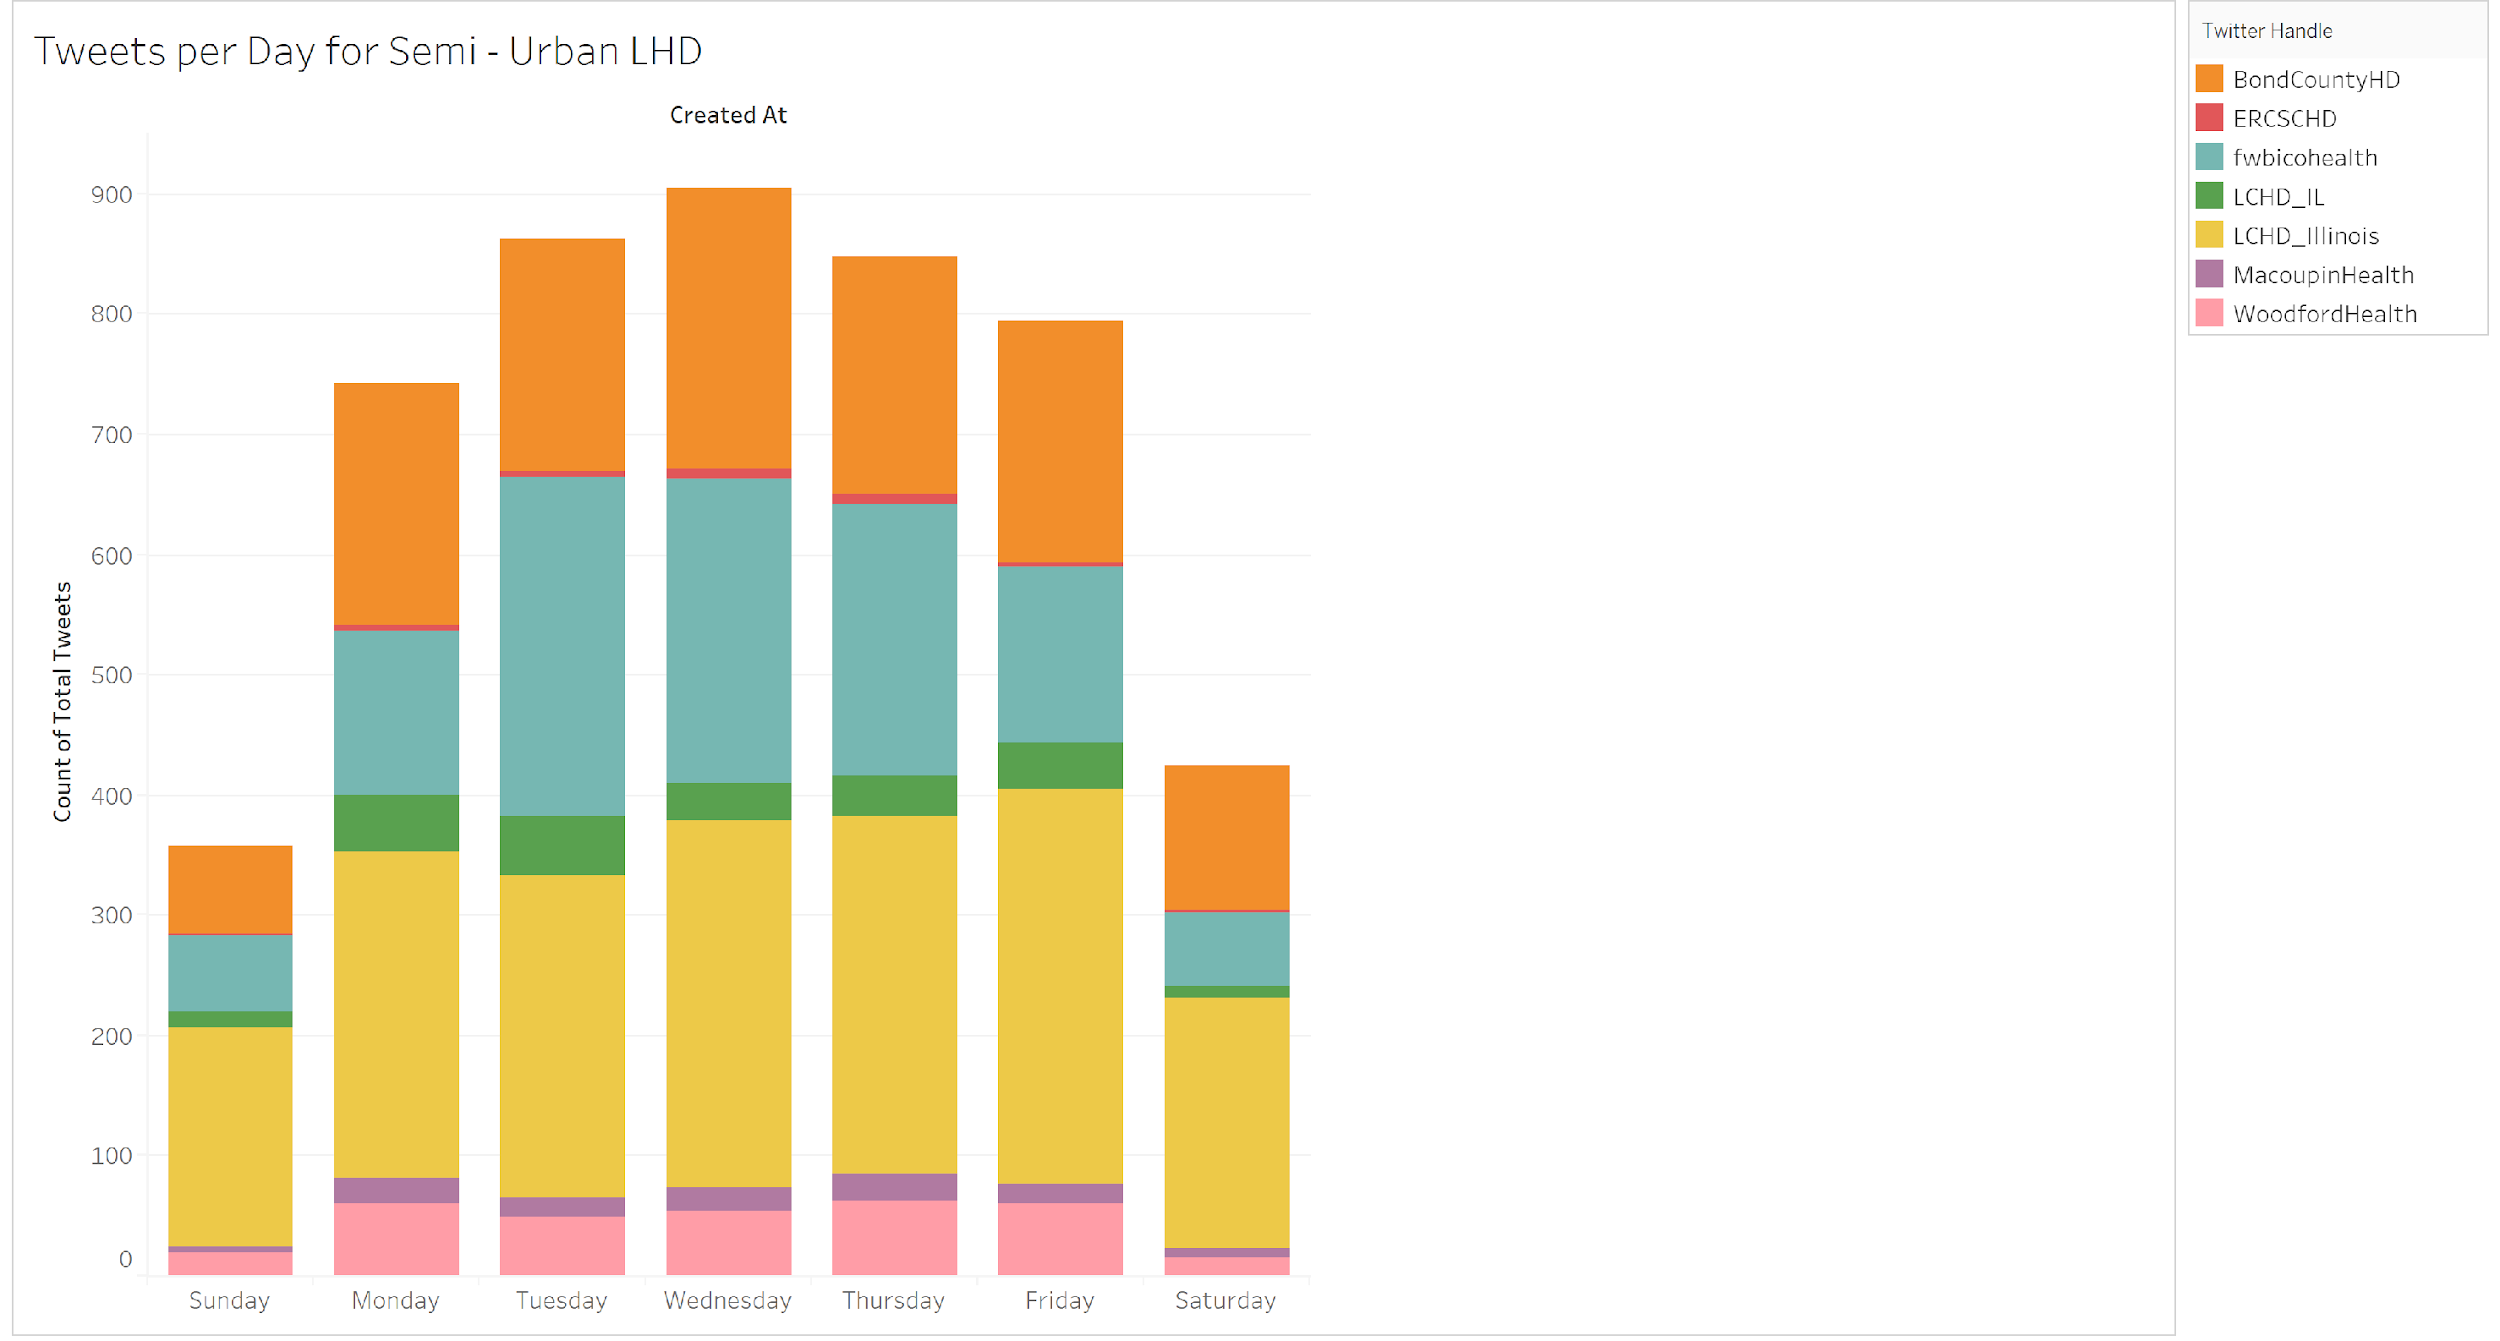 Tweets per Day for Semi - Urban LHD
Created At
900
800
700
600
500
400
300
200
100
0
Count of Total Tweets
Sunday Monday Tuesday Wednesday Thursday Friday Saturday
Twitter Handle
BondCountyHD
ERCSCHD
fwbicohealth
LCHD_IL
LCHD_Illinois
MacoupinHealth
WoodfordHealth